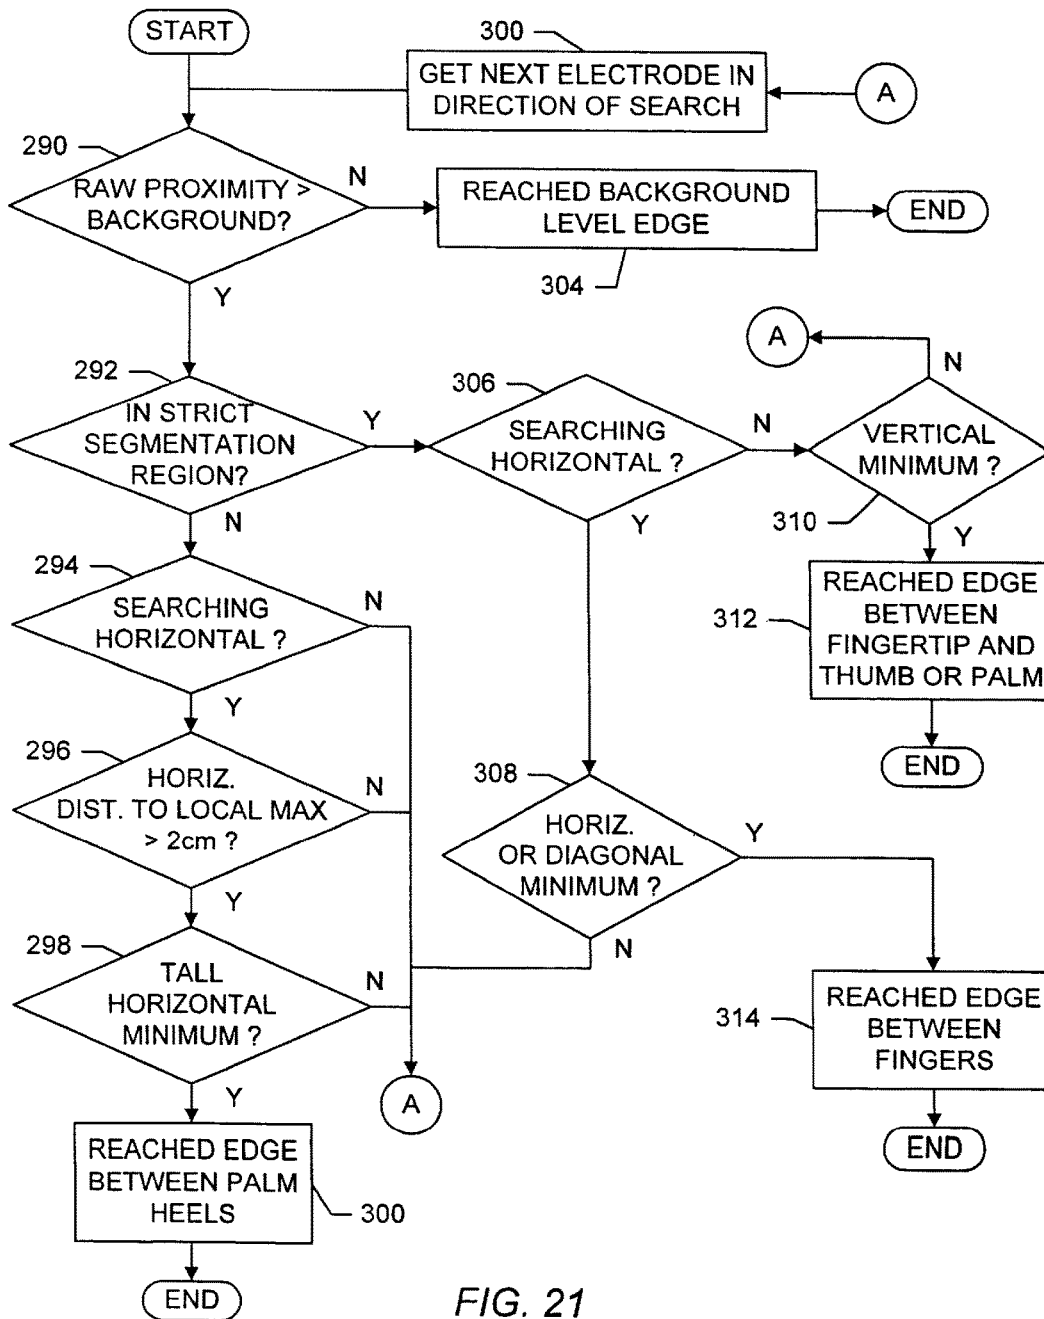 START
300
GET NEXT ELECTRODE IN
DIRECTION OF SEARCH
A
290
RAW PROXIMITY >
BACKGROUND?
N
Y
REACHED BACKGROUND
LEVEL EDGE
304
END
292
IN STRICT
SEGMENTATION
REGION?
Y
N
306
SEARCHING
HORIZONTAL ?
N
Y
A
N
VERTICAL
MINIMUM ?
310
Y
312
REACHED EDGE
BETWEEN
FINGERTIP AND
THUMB OR PALM
END
294
SEARCHING
HORIZONTAL ?
N
Y
296
HORIZ.
DIST. TO LOCAL MAX
> 2cm ?
N
Y
308
HORIZ.
OR DIAGONAL
MINIMUM ?
Y
N
298
TALL
HORIZONTAL
MINIMUM ?
N
Y
A
314
REACHED EDGE
BETWEEN
FINGERS
END
REACHED EDGE
BETWEEN PALM
HEELS
300
END
FIG. 21